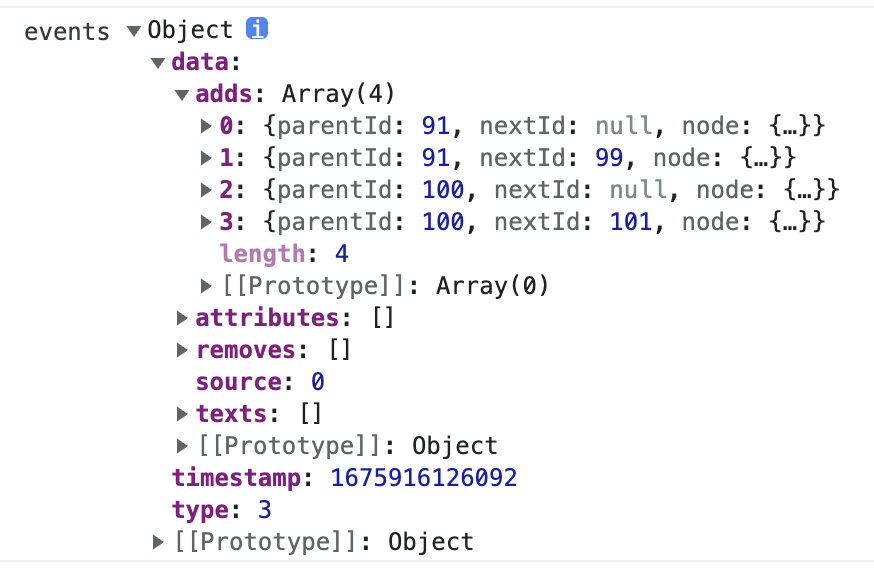 events ▼Object i
▼data:
▼adds: Array(4)
▶0: {parentId: 91, nextId: null, node: {…}}
▶1: {parentId: 91, nextId: 99, node: {…}}
▶2: {parentId: 100, nextId: null, node: {…}}
▶3: {parentId: 100, nextId: 101, node: {…}}
length: 4
▶[[Prototype]]: Array(0)
▶attributes: []
▶removes: []
source: 0
▶texts: []
▶[[Prototype]]: Object
timestamp: 1675916126092
type: 3
▶[[Prototype]]: Object